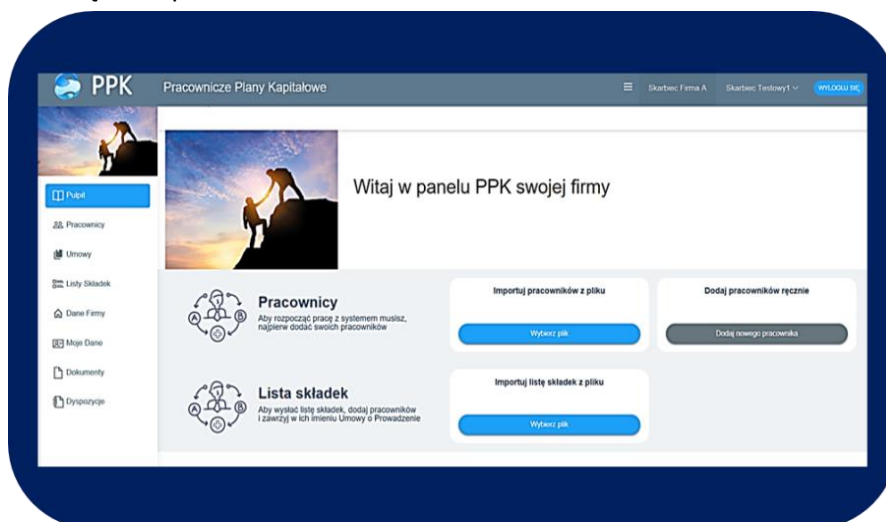 PPK
Pracownicze Plany Kapitałowe
Skarbiec Firma A
Skarbiec Testowy1
WYLOGUJ SIĘ
Pulpit
Pracownicy
Umowy
Listy Składek
Dane Firmy
Moje Dane
Dokumenty
Dyspozycje
Witaj w panelu PPK swojej firmy
Pracownicy
Aby rozpocząć pracę z systemem musisz,
najpierw dodać swoich pracowników
Importuj pracowników z pliku
Wybierz plik
Dodaj pracowników ręcznie
Dodaj nowego pracownika
Lista składek
Aby wysłać listę składek, dodaj pracowników
i zawrzyj w ich imieniu Umowy o Prowadzenie
Importuj listę składek z pliku
Wybierz plik